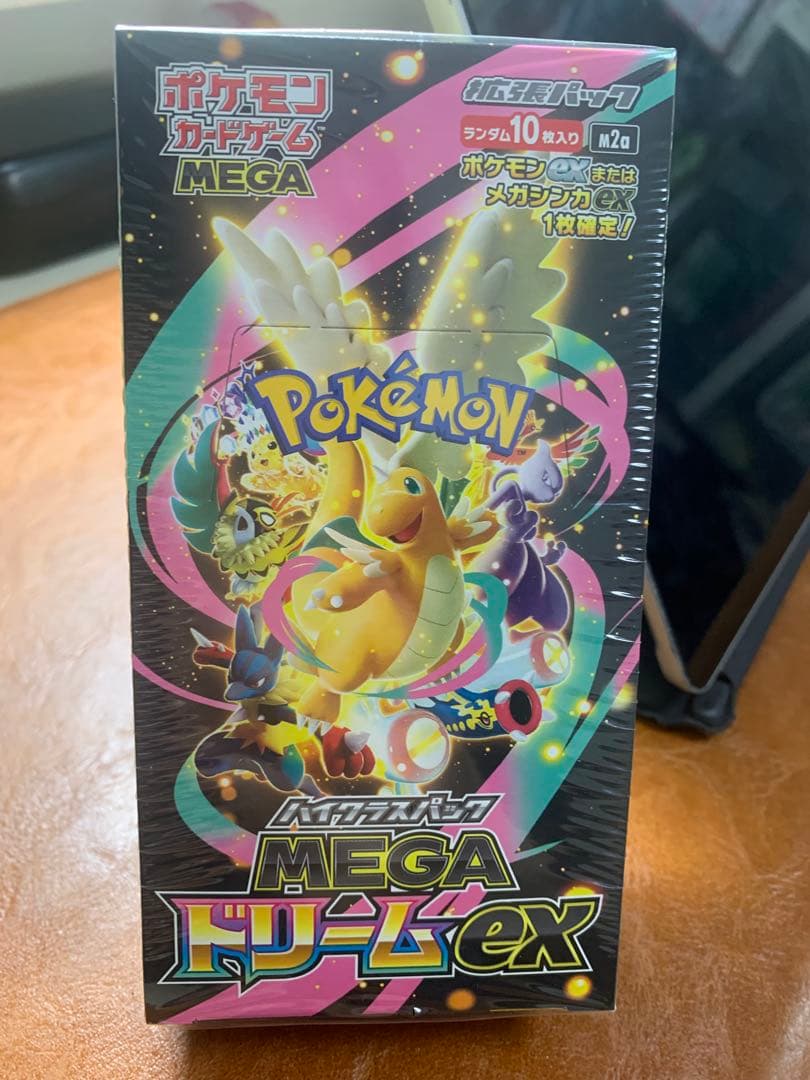 ポケモン
カードゲーム™
MEGA
拡張パック
ランダム10枚入り
M2a
ポケモンexまたは
メガシンカex
1枚確定!
POKéMON™
ハイクラスパック
MEGA
ドリームex